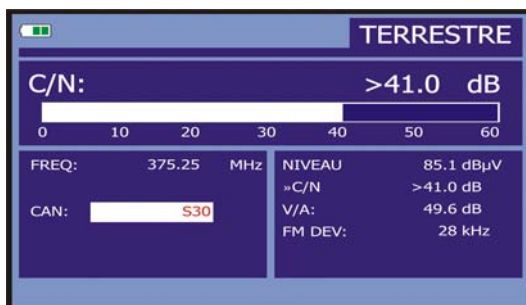 TERRESTRE
C/N: >41.0 dB
0 10 20 30 40 50 60
FREQ: 375.25 MHz
CAN: S30
NIVEAU 85.1 dBµV
»C/N >41.0 dB
V/A: 49.6 dB
FM DEV: 28 kHz